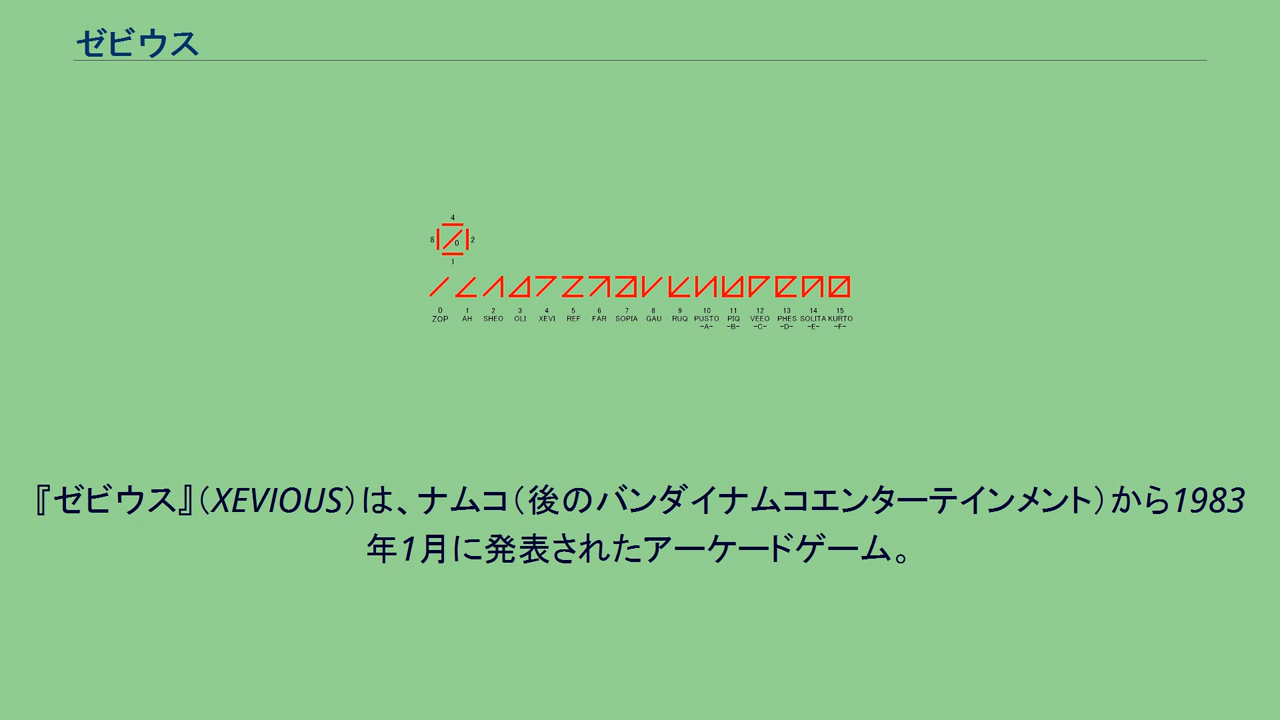 ゼビウス
4
8 0 2
1
0 1 2 3 4 5 6 7 8 9 10 11 12 13 14 15
ZOP AH SHEO OLI XEVI REF FAR SOPIA GAU RUQ PUSTO PIQ VEEO PHES SOLITA KURTO
-A- -B- -C- -D- -E- -F-
『ゼビウス』（XEVIOUS）は、ナムコ（後のバンダイナムコエンターテインメント）から1983
年1月に発表されたアーケードゲーム。